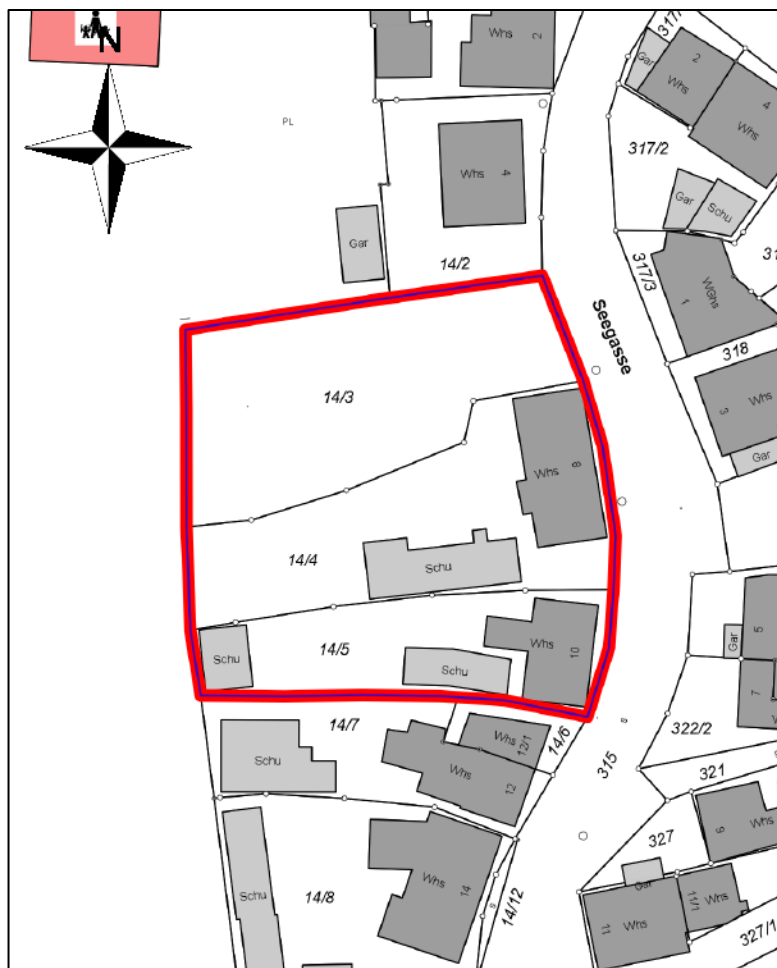 N
PL
Whs
2
317/
Gar
2
Whs
4
Whs
317/2
Whs
4
Gar
Gar
Schu
14/2
317/3
31
WGhs
1
Seegasse
318
14/3
Whs
3
Gar
Whs
8
14/4
Schu
14/5
Schu
Schu
Whs
10
Gar
5
7
322/2
14/7
14/6
s
315
321
Whs
12/1
Schu
Whs
12
327
9
Whs
Whs
14
Gar
Schu
14/8
14/12
s
Whs
11
11/1
Whs
327/1